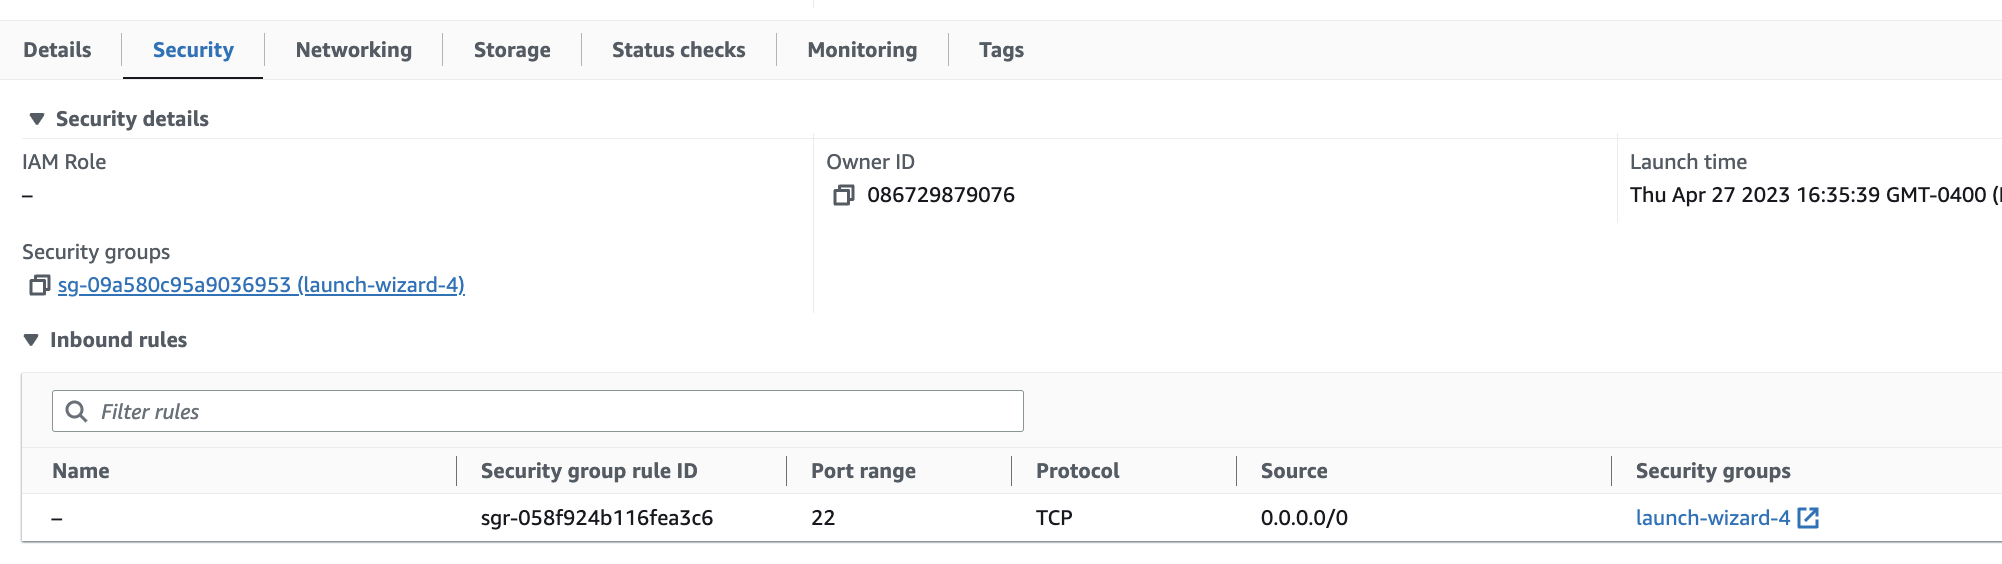 Details Security Networking Storage Status checks Monitoring Tags
Security details
IAM Role Owner ID Launch time
– 086729879076 Thu Apr 27 2023 16:35:39 GMT-0400 (
Security groups
sg-09a580c95a9036953 (launch-wizard-4)
Inbound rules
Filter rules
Name Security group rule ID Port range Protocol Source Security groups
– sgr-058f924b116fea3c6 22 TCP 0.0.0.0/0 launch-wizard-4